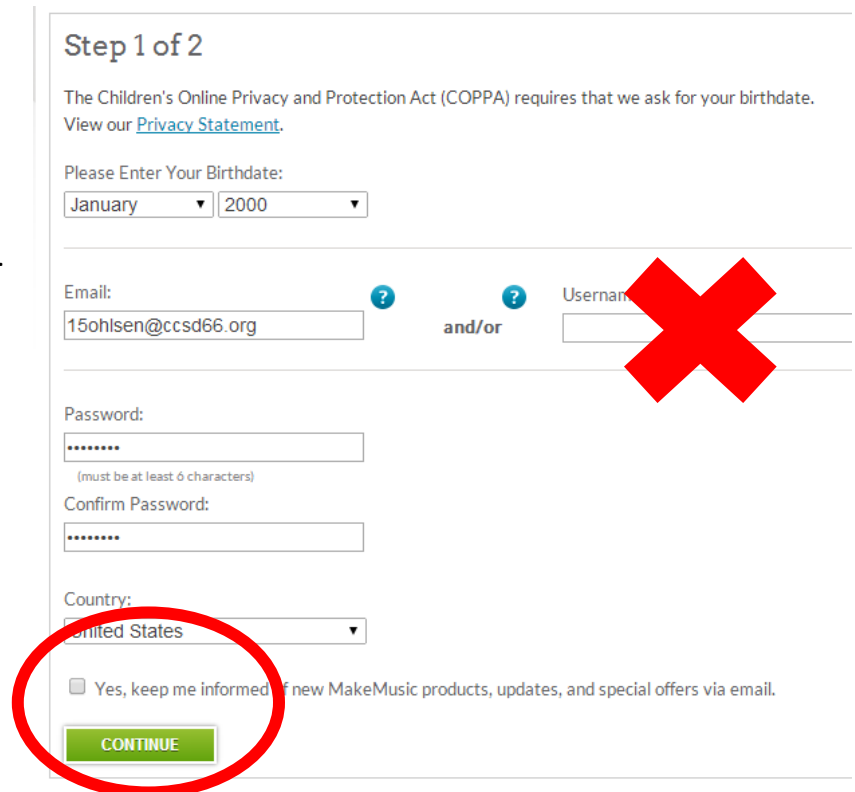 Step 1 of 2
The Children's Online Privacy and Protection Act (COPPA) requires that we ask for your birthdate.
View our Privacy Statement.
Please Enter Your Birthdate:
January ▼ 2000 ▼
.
Email: ? ?
15ohlsen@ccsd66.org and/or
Password:
••••••••
(must be at least 6 characters)
Confirm Password:
••••••••
Country:
United States ▼
Yes, keep me informed of new MakeMusic products, updates, and special offers via email.
CONTINUE